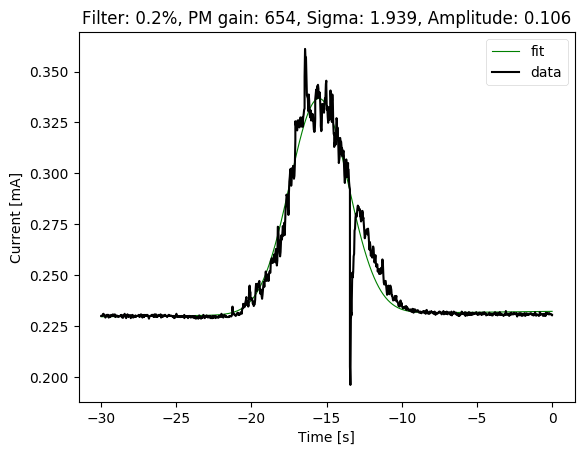 Filter: 0.2%, PM gain: 654, Sigma: 1.939, Amplitude: 0.106
fit
data
0.350
0.325
0.300
0.275
0.250
0.225
0.200
Current [mA]
−30
−25
−20
−15
−10
−5
0
Time [s]